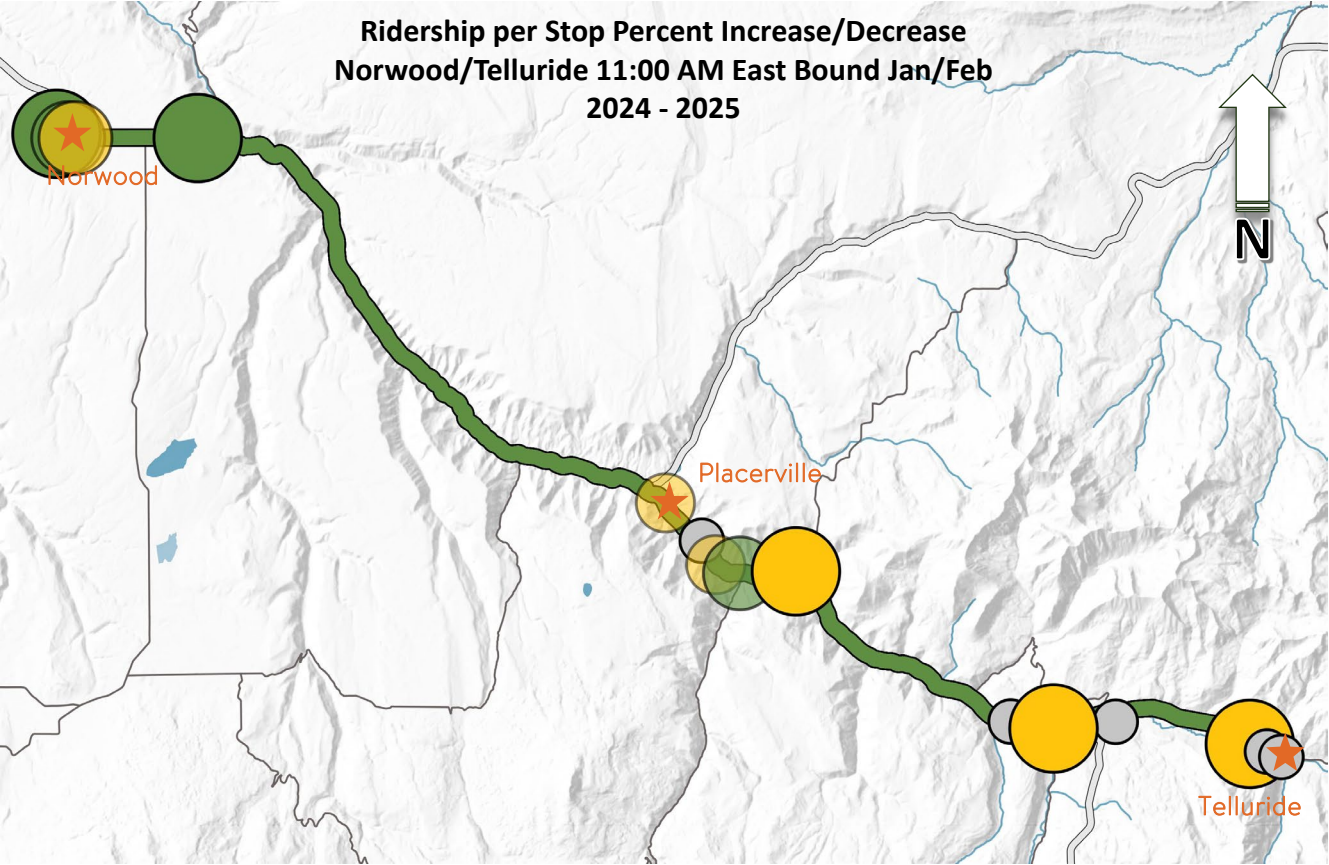 Ridership per Stop Percent Increase/Decrease
Norwood/Telluride 11:00 AM East Bound Jan/Feb
2024 - 2025
Norwood
N
Placerville
Telluride